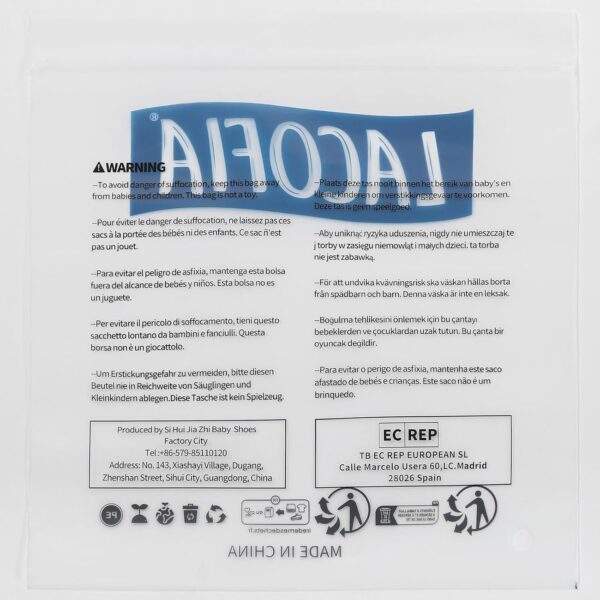 LACOFIA®
WARNING
--To avoid danger of suffocation, keep this bag away
from babies and children. This bag is not a toy.
--Pour éviter le danger de suffocation, ne laissez pas ces
sacs à la portée des bébés ni des enfants. Ce sac ñ'est
pas un jouet.
--Para evitar el peligro de asfixia, mantenga esta bolsa
fuera del alcance de bebés y niños. Esta bolsa no es
un juguete.
--Per evitare il pericolo di soffocamento, tieni questo
sacchetto lontano da bambini e fanciulli. Questa
borsa non è un giocattolo.
--Um Erstickungsgefahr zu vermeiden, bitte diesen
Beutel nie in Reichweite von Säuglingen und
Kleinkindern ablegen.Diese Tasche ist kein Spielzeug.
--Plaats deze tas nooit binnen het bereik van baby's en
kleine kinderen om verstikkingsgevaar te voorkomen.
Deze tas is geen speelgoed.
--Aby uniknąć ryzyka uduszenia, nigdy nie umieszczaj te
j torby w zasięgu niemowląt i małych dzieci. ta torba
nie jest zabawką.
--För att undvika kvävningsrisk ska väskan hållas borta
från spädbarn och barn. Denna väska är inte en leksak.
--Boğulma tehlikesini önlemek için bu çantayı
bebeklerden ve çocuklardan uzak tutun. Bu çanta bir
oyuncak değildir.
--Para evitar o perigo de asfixia, mantenha este saco
afastado de bebés e crianças. Este saco não é um
brinquedo.
Produced by Si Hui Jia Zhi Baby Shoes
Factory City
Tel:+86-579-85110120
Address: No. 143, Xiashayi Village, Dugang,
Zhenshan Street, Sihui City, Guangdong, China
EC REP
TB EC REP EUROPEAN SL
Calle Marcelo Usera 60,LC.Madrid
28026 Spain
PE
FR
MADE IN CHINA